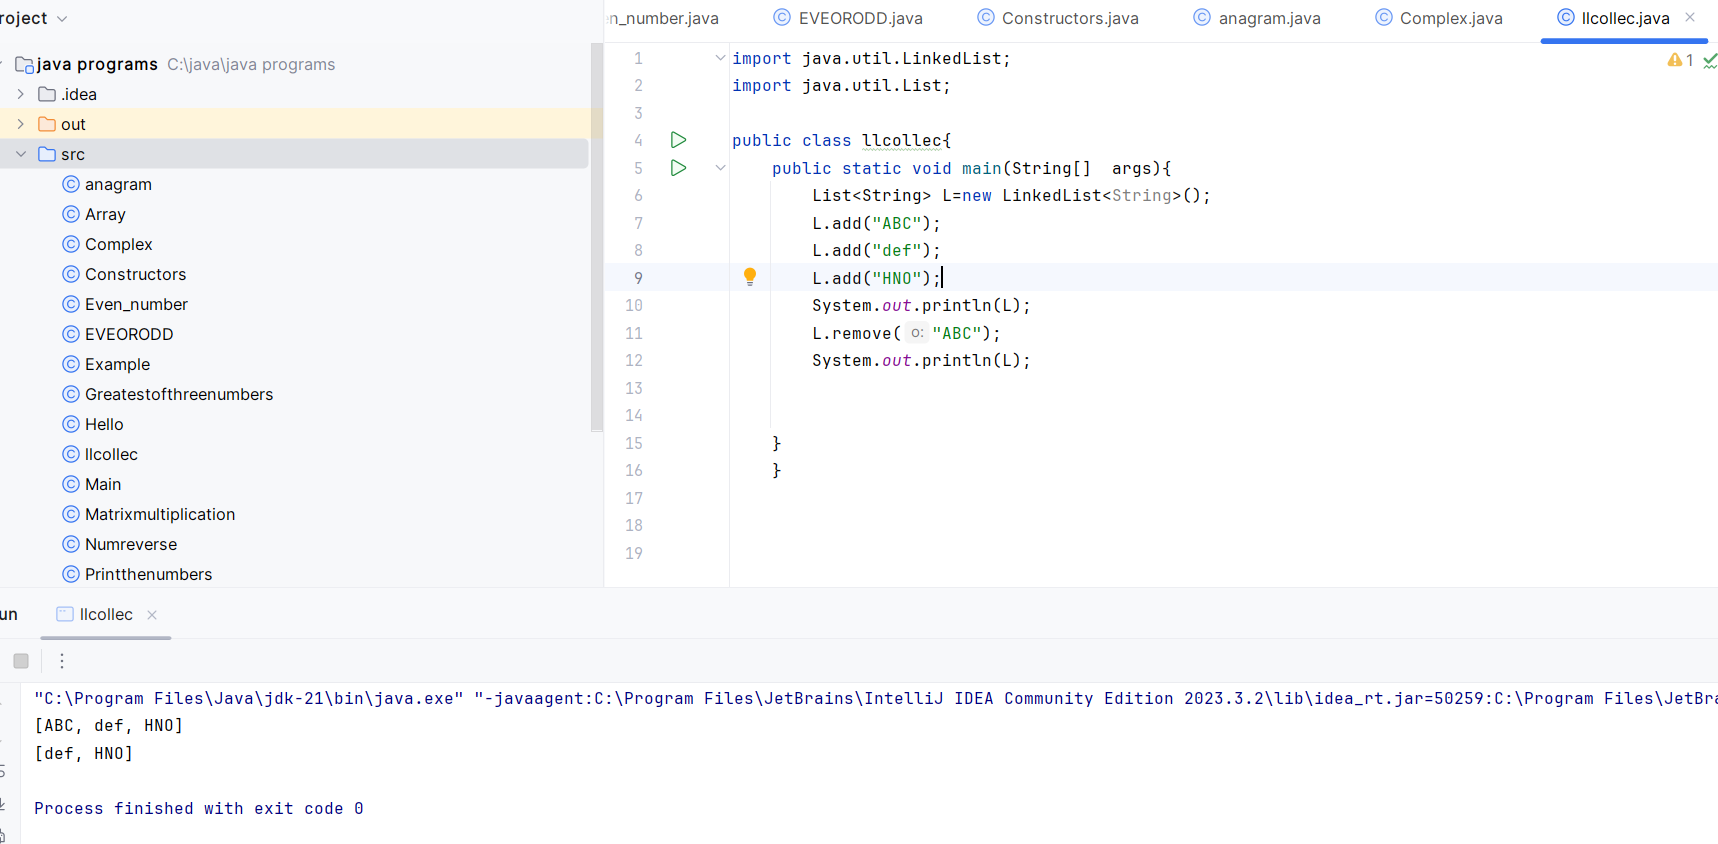 roject
en_number.java EVEORODD.java Constructors.java anagram.java Complex.java llcollec.java
java programs C:\java\java programs
.idea
out
src
anagram
Array
Complex
Constructors
Even_number
EVEORODD
Example
Greatestofthreenumbers
Hello
llcollec
Main
Matrixmultiplication
Numreverse
Printthenumbers
1 import java.util.LinkedList;
1
2 import java.util.List;
3
4 public class llcollec{
5 public static void main(String[]  args){
6 List<String> L=new LinkedList<String>();
7 L.add("ABC");
8 L.add("def");
9 L.add("HNO");
10 System.out.println(L);
11 L.remove( o: "ABC");
12 System.out.println(L);
13
14
15 }
16 }
17
18
19
un llcollec
"C:\Program Files\Java\jdk-21\bin\java.exe" "-javaagent:C:\Program Files\JetBrains\IntelliJ IDEA Community Edition 2023.3.2\lib\idea_rt.jar=50259:C:\Program Files\JetBra
[ABC, def, HNO]
[def, HNO]
Process finished with exit code 0